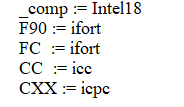 _comp := Intel18
F90 := ifort
FC := ifort
CC := icc
CXX := icpc